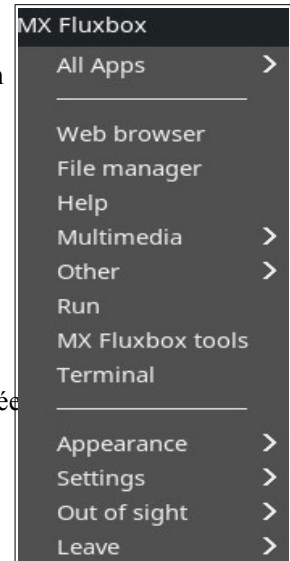 MX Fluxbox
All Apps
Web browser
File manager
Help
Multimedia
Other
Run
MX Fluxbox tools
Terminal
ée
Appearance
Settings
Out of sight
Leave